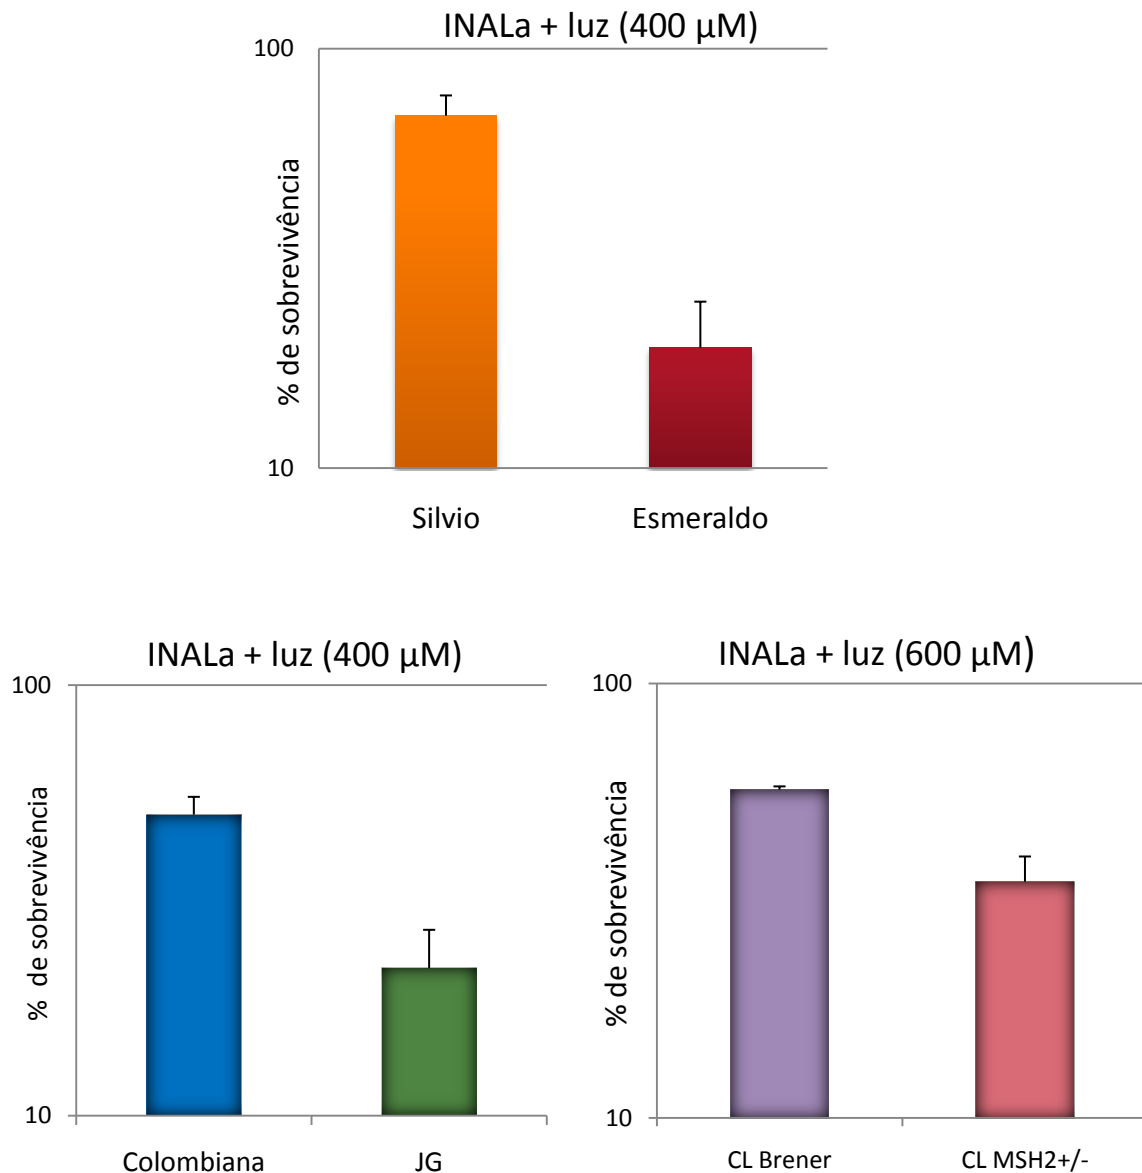 INALa + luz (400 µM)
100
% de sobrevivência
10
Silvio Esmeraldo
INALa + luz (400 µM)
100
% de sobrevivência
10
Colombiana JG
INALa + luz (600 µM)
100
% de sobrevivência
10
CL Brener CL MSH2+/-